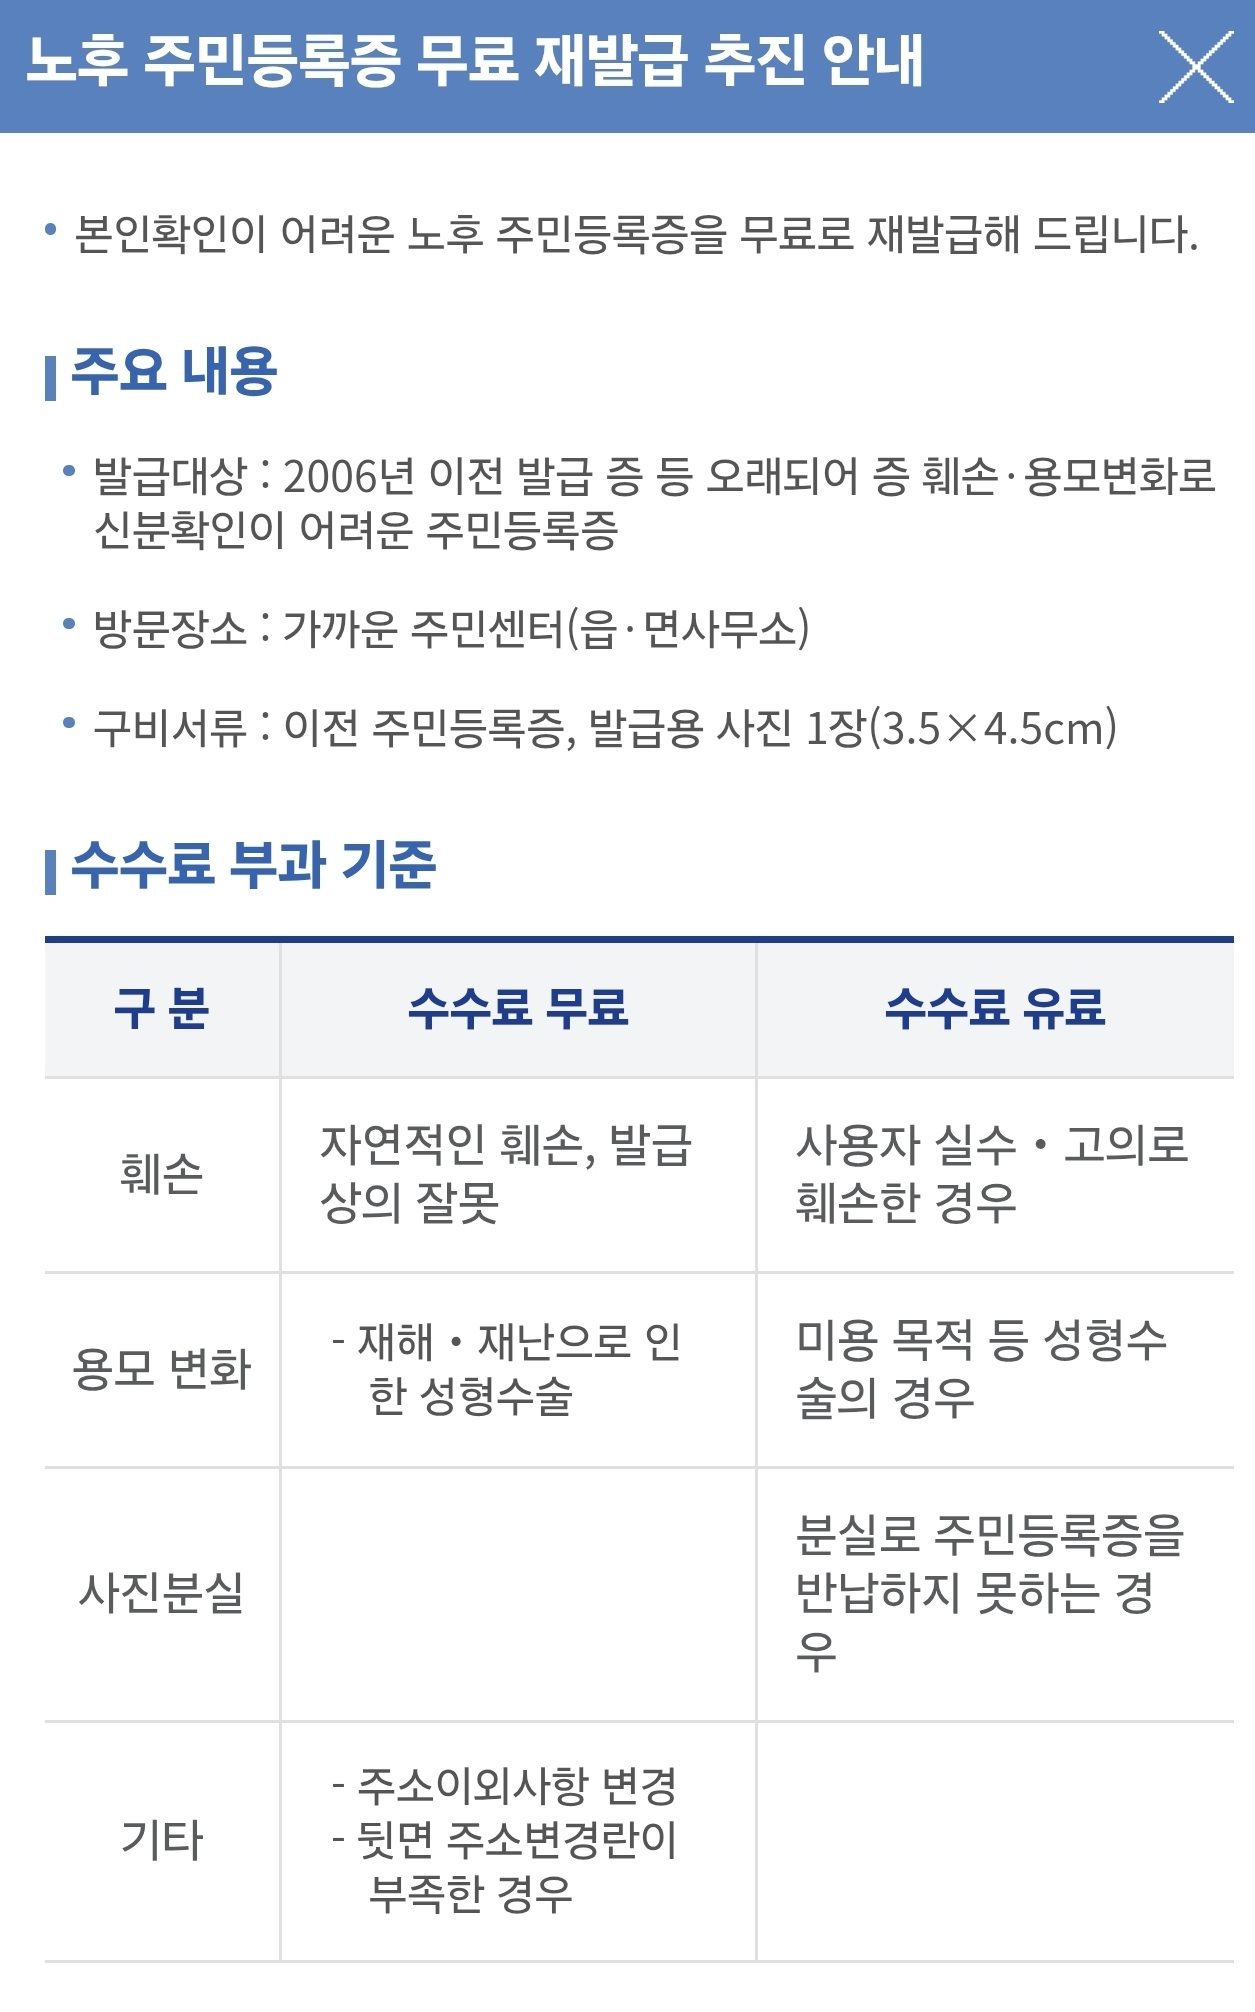 노후 주민등록증 무료 재발급 추진 안내
• 본인확인이 어려운 노후 주민등록증을 무료로 재발급해 드립니다.
주요 내용
• 발급대상 : 2006년 이전 발급 증 등 오래되어 증 훼손·용모변화로
신분확인이 어려운 주민등록증
• 방문장소 : 가까운 주민센터(읍·면사무소)
• 구비서류 : 이전 주민등록증, 발급용 사진 1장(3.5×4.5cm)
수수료 부과 기준
구 분 수수료 무료 수수료 유료
훼손
자연적인 훼손, 발급
상의 잘못
사용자 실수 • 고의로
훼손한 경우
용모 변화
- 재해 • 재난으로 인
한 성형수술
미용 목적 등 성형수
술의 경우
사진분실
분실로 주민등록증을
반납하지 못하는 경
우
기타
- 주소이외사항 변경
- 뒷면 주소변경란이
부족한 경우